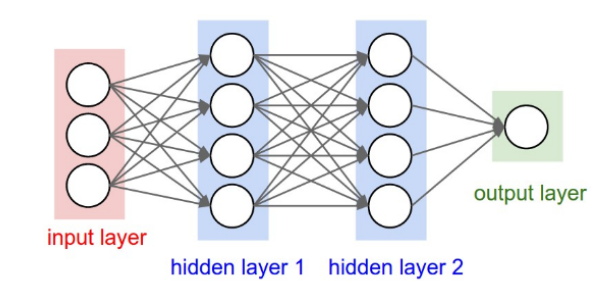 input layer
hidden layer 1
hidden layer 2
output layer